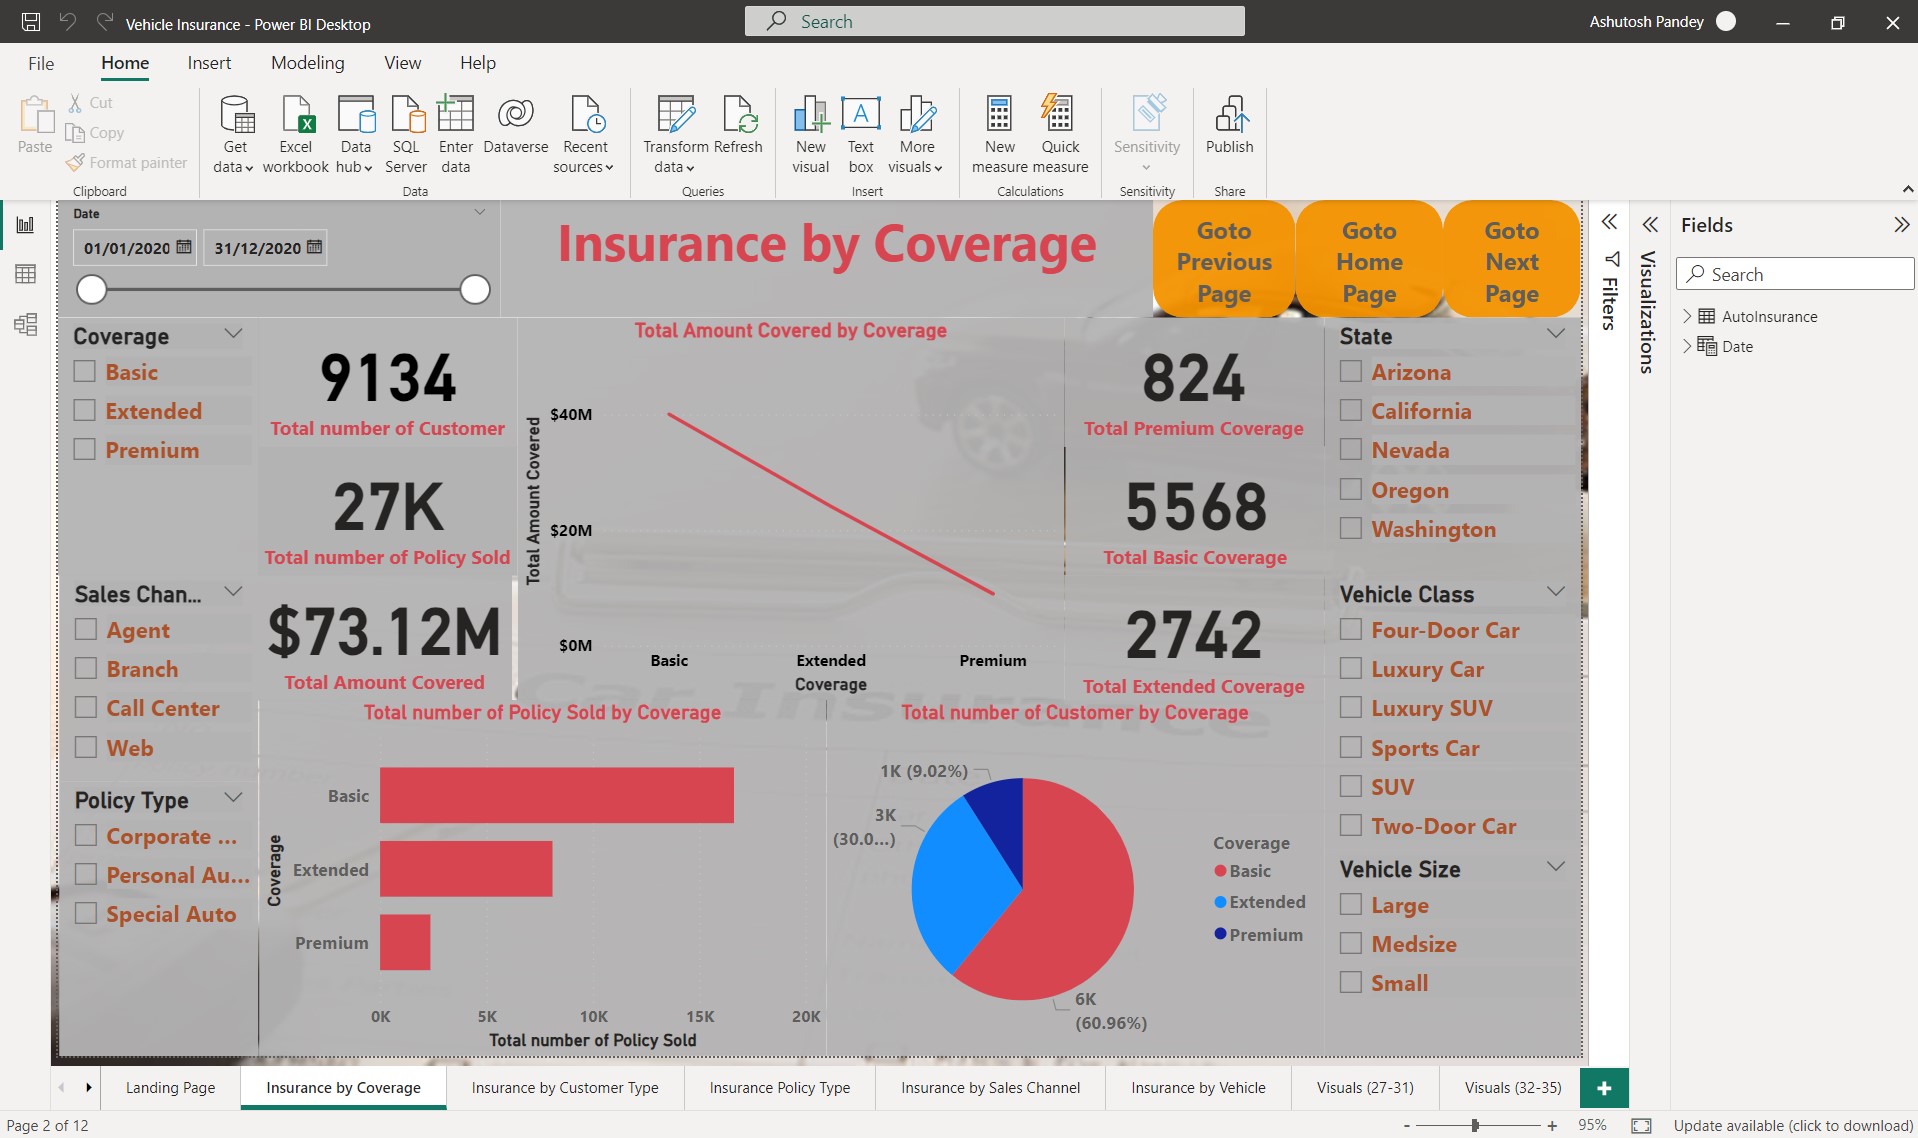 Vehicle Insurance - Power BI Desktop
Search
Ashutosh Pandey
File Home Insert Modeling View Help
Paste
Cut
Copy
Format painter
Clipboard
Get data
Excel workbook
Data hub
SQL Server
Enter data
Dataverse
Recent sources
Data
Transform data
Refresh
Queries
New visual
Text box
More visuals
Insert
New measure
Quick measure
Calculations
Sensitivity
Sensitivity
Publish
Share
Date
01/01/2020 31/12/2020
Insurance by Coverage
Goto Previous Page
Goto Home Page
Goto Next Page
Coverage
Basic
Extended
Premium
Sales Chan...
Agent
Branch
Call Center
Web
Policy Type
Corporate ...
Personal Au...
Special Auto
9134
Total number of Customer
27K
Total number of Policy Sold
$73.12M
Total Amount Covered
Total Amount Covered by Coverage
Total Amount Covered
$40M
$20M
$0M
Basic Extended Premium
Coverage
824
Total Premium Coverage
5568
Total Basic Coverage
2742
Total Extended Coverage
Car Insurance
Total number of Policy Sold by Coverage
Coverage
Basic
Extended
Premium
0K 5K 10K 15K 20K
Total number of Policy Sold
Total number of Customer by Coverage
1K (9.02%)
3K
(30.0...)
6K
(60.96%)
Coverage
Basic
Extended
Premium
State
Arizona
California
Nevada
Oregon
Washington
Vehicle Class
Four-Door Car
Luxury Car
Luxury SUV
Sports Car
SUV
Two-Door Car
Vehicle Size
Large
Medsize
Small
Filters
Visualizations
Fields
Search
AutoInsurance
Date
Landing Page Insurance by Coverage Insurance by Customer Type Insurance Policy Type Insurance by Sales Channel Insurance by Vehicle Visuals (27-31) Visuals (32-35) +
Page 2 of 12
- + 95%
Update available (click to download)